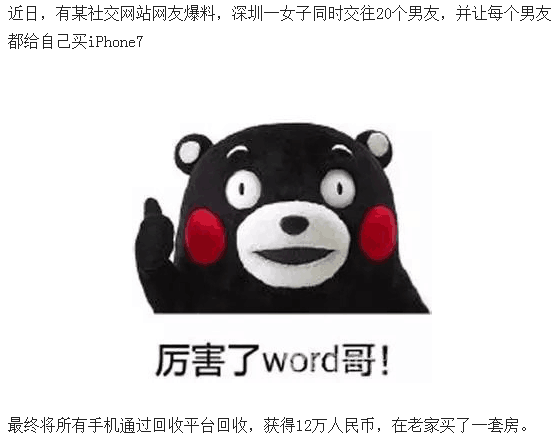 近日，有某社交网站网友爆料，深圳一女子同时交往20个男友，并让每个男友
都给自己买iPhone7
厉害了word哥！
最终将所有手机通过回收平台回收，获得12万人民币，在老家买了一套房。